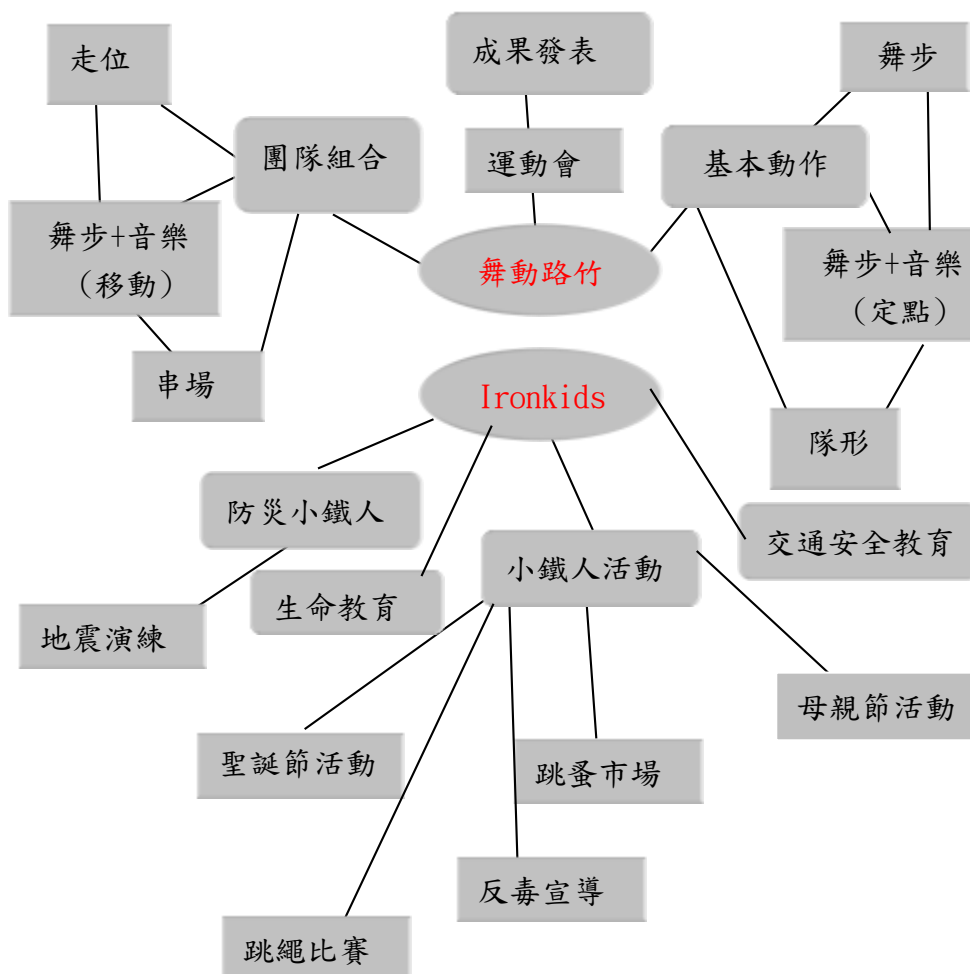 成果發表
走位
舞步
團隊組合
運動會
基本動作
舞步+音樂
（移動）
舞動路竹
舞步+音樂
（定點）
串場
Ironkids
隊形
防災小鐵人
交通安全教育
小鐵人活動
生命教育
地震演練
母親節活動
聖誕節活動
跳蚤市場
反毒宣導
跳繩比賽